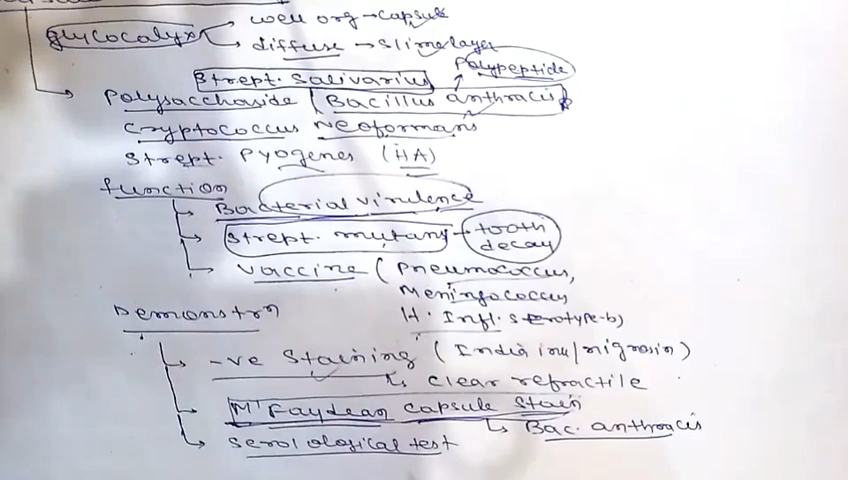 glycocalyx well org → capsule
diffuse → slime layer
Polypeptide
Strept. salivarius
Polysacchoside (Bacillus anthracis)
Cryptococcus Neoformans
Strept. Pyogenes (HA)
function
Bacterial virulence
Strept. mutans → tooth decay
vaccine (Pneumococcus,
Meningococcus
H. Infl. Serotype-b)
Demonstrn
-ve staining (India ink/nigrosin)
↳ clear refractile
Mc Faydean capsule stain
↳ Bac. anthracis
Serological test